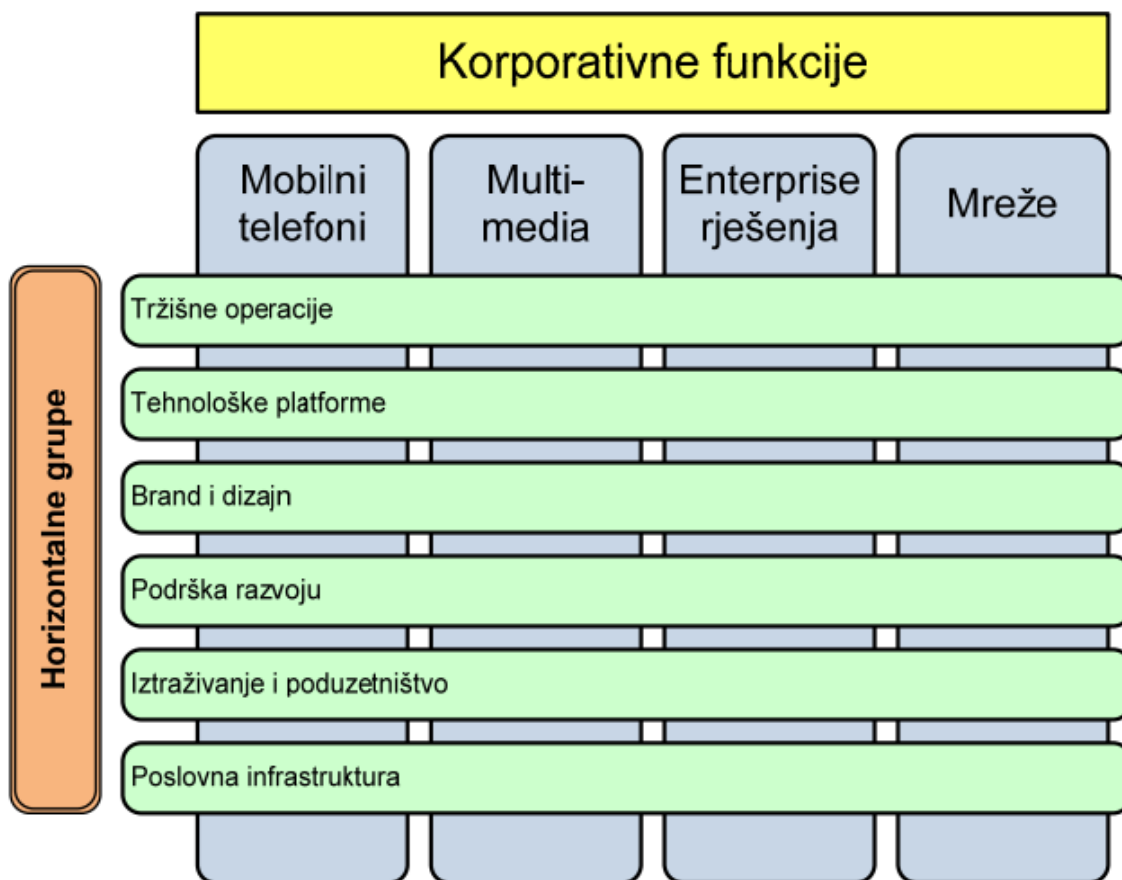 Korporativne funkcije
Mobilni
telefoni
Multi-
media
Enterprise
rješenja
Mreže
Horizontalne grupe
Tržišne operacije
Tehnološke platforme
Brand i dizajn
Podrška razvoju
Iztraživanje i poduzetništvo
Poslovna infrastruktura